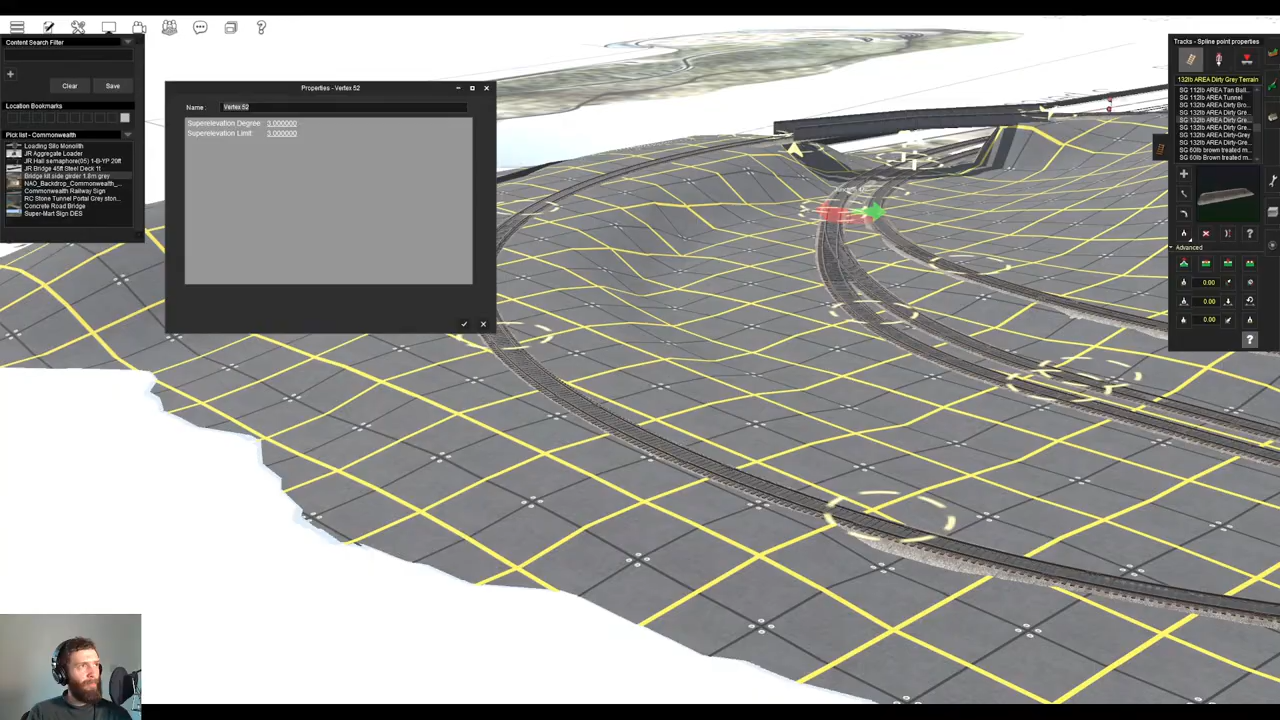 Content Search Filter
Clear
Save
Location Bookmarks
Pick list - Commonwealth
Loading Silo Monolith
JR Aggregate Loader
JR Hall semaphore(05) 1-B-YP 20ft
JR Bridge 45ft Steel Deck 1t
Bridge kit side girder 1.8m grey
NAO_Backdrop_Commonwealth_...
Commonwealth Railway Sign
RC Stone Tunnel Portal Grey ston...
Concrete Road Bridge
Super-Mart Sign DES
Properties - Vertex 52
Name :
Vertex 52
Superelevation Degree: 3.000000
Superelevation Limit: 3.000000
Tracks - Spline point properties
132lb AREA Dirty Grey Terrain
SG 112lb AREA Tan Ball...
SG 112lb AREA Tunnel
SG 132lb AREA Dirty Bro...
SG 132lb AREA Dirty Gre...
SG 132lb AREA Dirty Gre...
SG 132lb AREA Dirty Gre...
SG 132lb AREA Dirty-Grey
SG 132lb AREA Dirty-Gre...
SG 60lb brown treated m...
SG 60lb Brown treated m...
Advanced
0.00
0.00
0.00